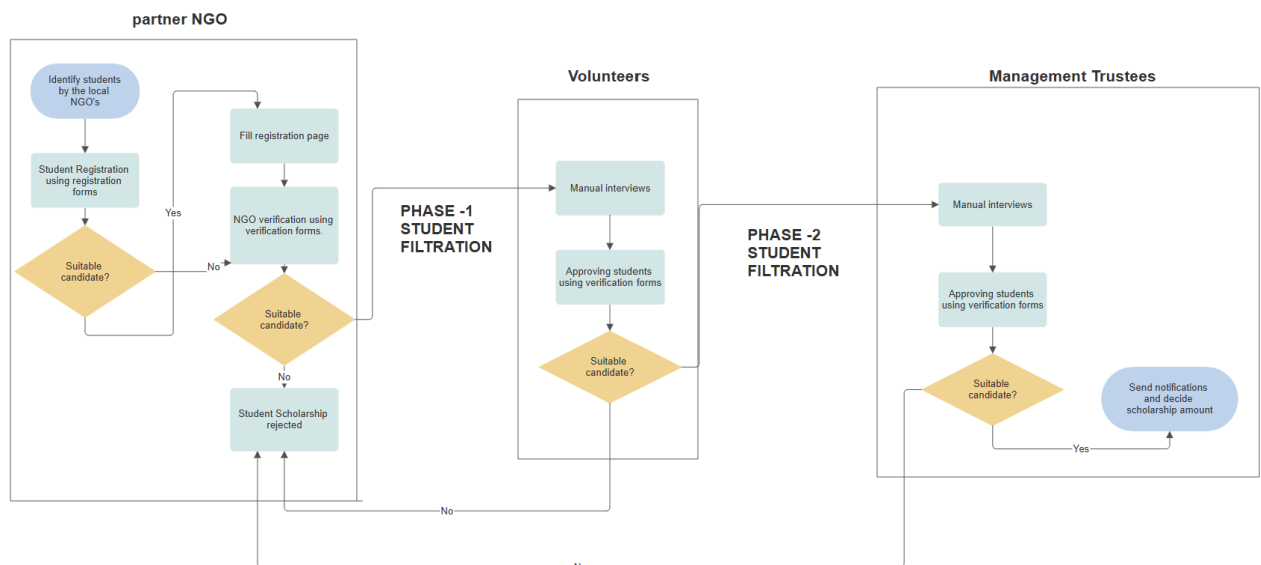 partner NGO
Identify students
by the local
NGO's
Student Registration
using registration
forms
Suitable
candidate?
Yes
No
Fill registration page
NGO verification using
verification forms.
Suitable
candidate?
No
Student Scholarship
rejected
PHASE -1
STUDENT
FILTRATION
Volunteers
Manual interviews
Approving students
using verification forms
Suitable
candidate?
No
PHASE -2
STUDENT
FILTRATION
Management Trustees
Manual interviews
Approving students
using verification forms
Suitable
candidate?
Yes
Send notifications
and decide
scholarship amount